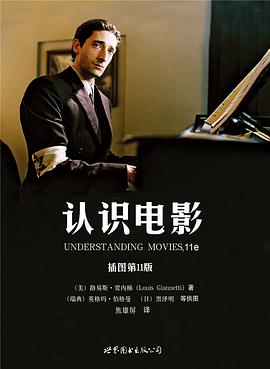 认识电影
UNDERSTANDING MOVIES,11e
插图第11版
（美）路易斯·贾内梯（Louis Giannetti）著
（瑞典）英格玛·伯格曼 （日）黑泽明 等供图
焦雄屏 译
世界图书出版公司